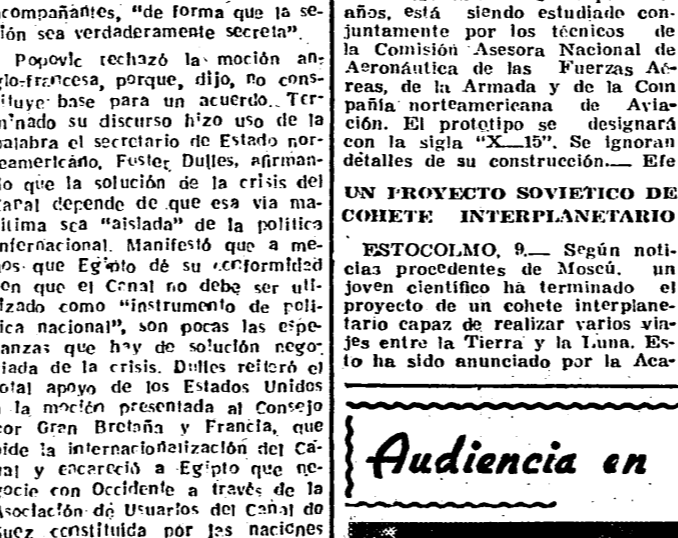 acompañantes, "de forma que la se-
ión sea verdaderamente secreta".
Popovic rechazó la moción an-
glo-francesa, porque, dijo, no cons-
tituye base para un acuerdo. Ter-
minado su discurso hizo uso de la
palabra el secretario de Estado nor-
teamericano, Foster Dulles, afirman-
do que la solución de la crisis del
Canal depende de que esa via ma-
rítima sea "aislada" de la política
internacional. Manifestó que a me-
nos que Egipto dé su conformidad
en que el Canal no debe ser uti-
lizado como "instrumento de polí-
tica nacional", son pocas las espe-
ranzas que hay de solución nego-
ciada de la crisis. Dulles reiteró el
total apoyo de los Estados Unidos
a la moción presentada al Consejo
por Gran Bretaña y Francia, que
pide la internacionalización del Ca-
nal y encareció a Egipto que ne-
gocie con Occidente a través de la
Asociación de Usuarios del Canal do
Suez constituida por las naciones
años, está siendo estudiado con-
juntamente por los técnicos de
la Comisión Asesora Nacional de
Aeronáutica de las Fuerzas Aé-
reas, de la Armada y de la Com
pañía norteamericana de Avia-
ción. El prototipo se designará
con la sigla "X—15". Se ignoran
detalles de su construcción.— Efe
UN PROYECTO SOVIETICO DE
COHETE INTERPLANETARIO
ESTOCOLMO, 9.— Según noti-
cias procedentes de Moscú, un
joven científico ha terminado el
proyecto de un cohete interplane-
tario capaz de realizar varios via-
jes entre la Tierra y la Luna. Es-
to ha sido anunciado por la Aca-
Audiencia en